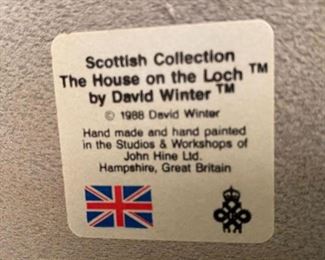 Scottish Collection
The House on the Loch ™
by David Winter ™
© 1988 David Winter
Hand made and hand painted
in the Studios & Workshops of
John Hine Ltd.
Hampshire, Great Britain